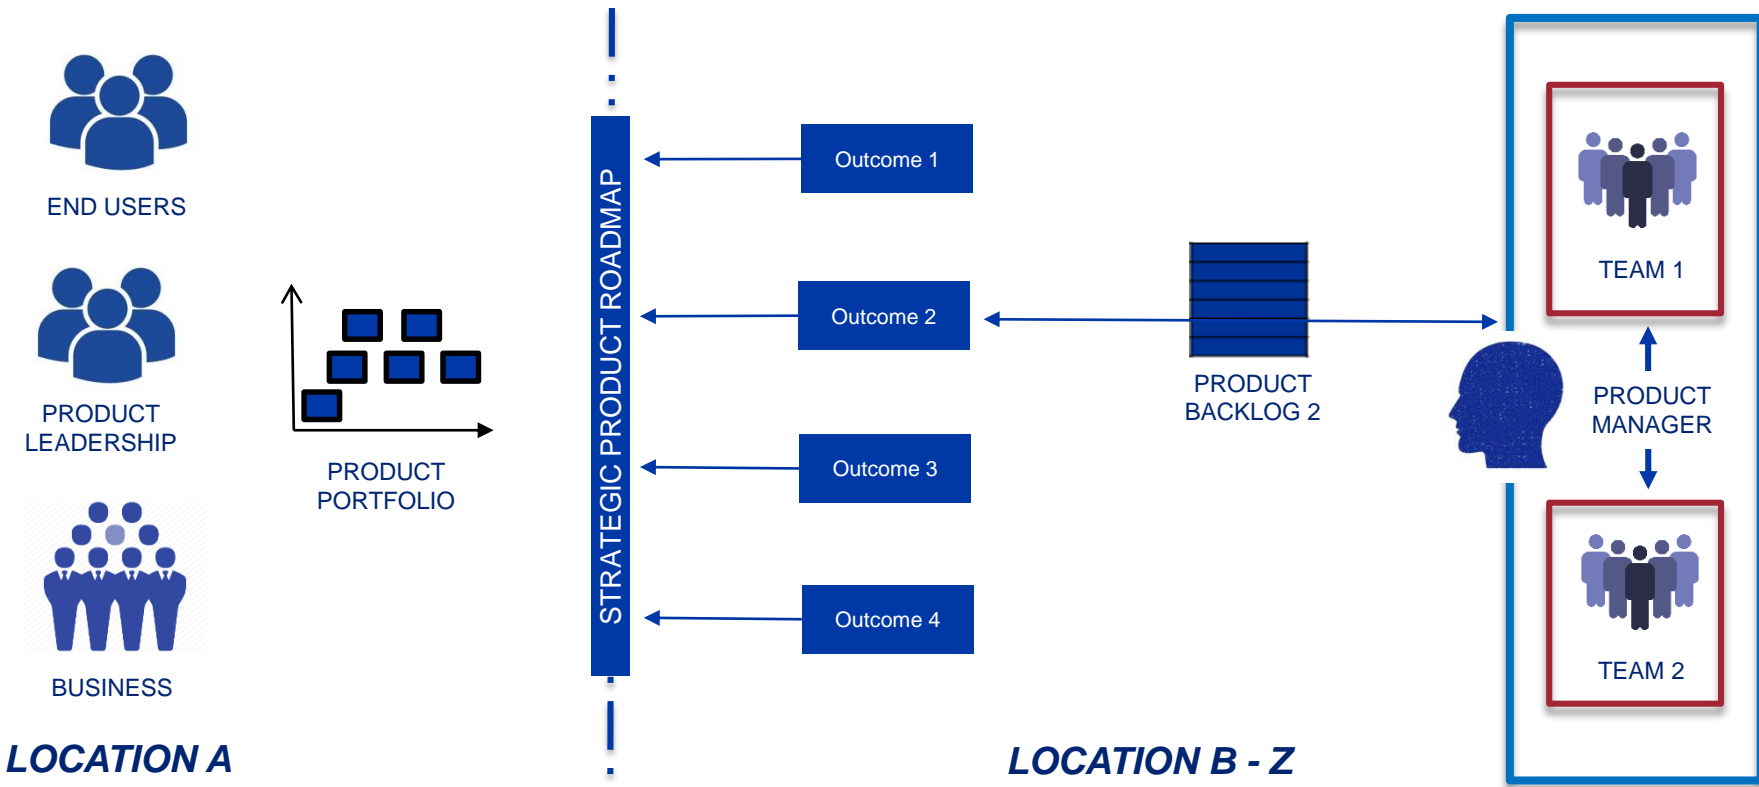 END USERS
PRODUCT
LEADERSHIP
BUSINESS
LOCATION A
PRODUCT
PORTFOLIO
STRATEGIC PRODUCT ROADMAP
Outcome 1
Outcome 2
Outcome 3
Outcome 4
PRODUCT
BACKLOG 2
LOCATION B - Z
TEAM 1
PRODUCT
MANAGER
TEAM 2